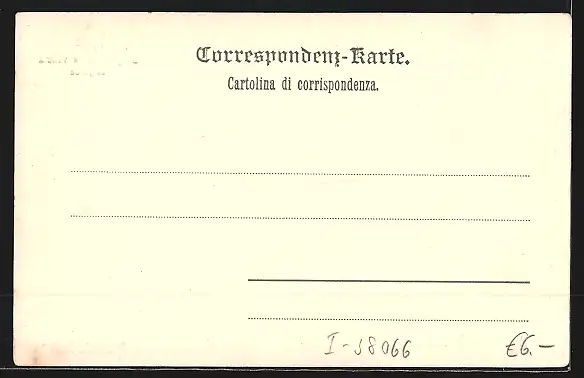 Correspondenz-Karte.
Cartolina di corrispondenza.
I-38066
€6.-